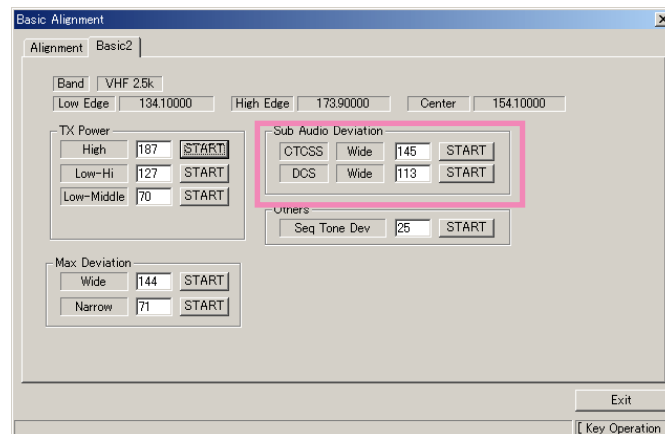 Basic Alignment
Alignment Basic2
Band VHF 2.5k
Low Edge 134.10000 High Edge 173.90000 Center 154.10000
TX Power
High 187 START
Low-Hi 127 START
Low-Middle 70 START
Sub Audio Deviation
CTCSS Wide 145 START
DCS Wide 113 START
Others
Seq Tone Dev 25 START
Max Deviation
Wide 144 START
Narrow 71 START
Exit
[ Key Operation